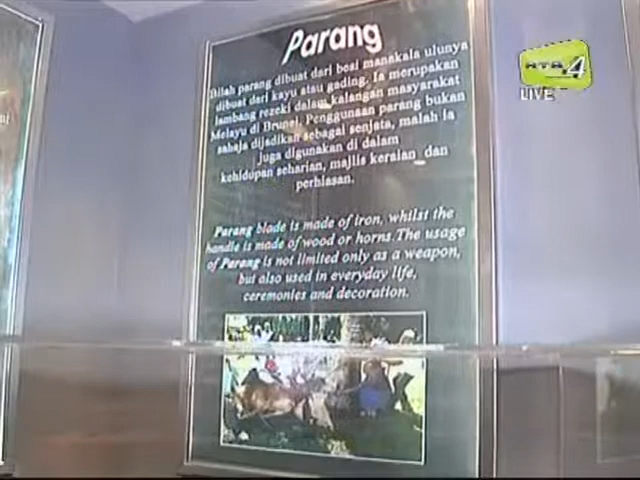 Parang
Bilah parang dibuat dari besi manakala ulunya
dibuat dari kayu atau gading. Ia merupakan
lambang rezeki dalam kalangan masyarakat
Melayu di Brunei. Penggunaan parang bukan
sahaja dijadikan sebagai senjata, malah ia
juga digunakan di dalam
kehidupan seharian, majlis keraian dan
perhiasan.
Parang blade is made of iron, whilst the
handle is made of wood or horns. The usage
of Parang is not limited only as a weapon,
but also used in everyday life,
ceremonies and decoration.
RTB 4
LIVE